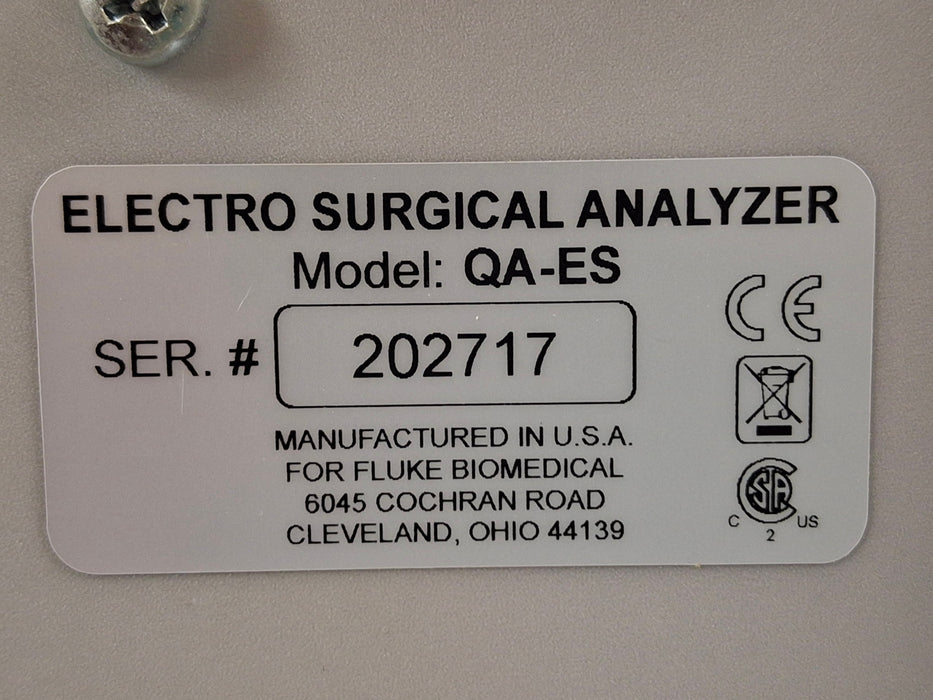 ELECTRO SURGICAL ANALYZER
Model: QA-ES
SER. # 202717
MANUFACTURED IN U.S.A.
FOR FLUKE BIOMEDICAL
6045 COCHRAN ROAD
CLEVELAND, OHIO 44139
CE
SA
C US
2